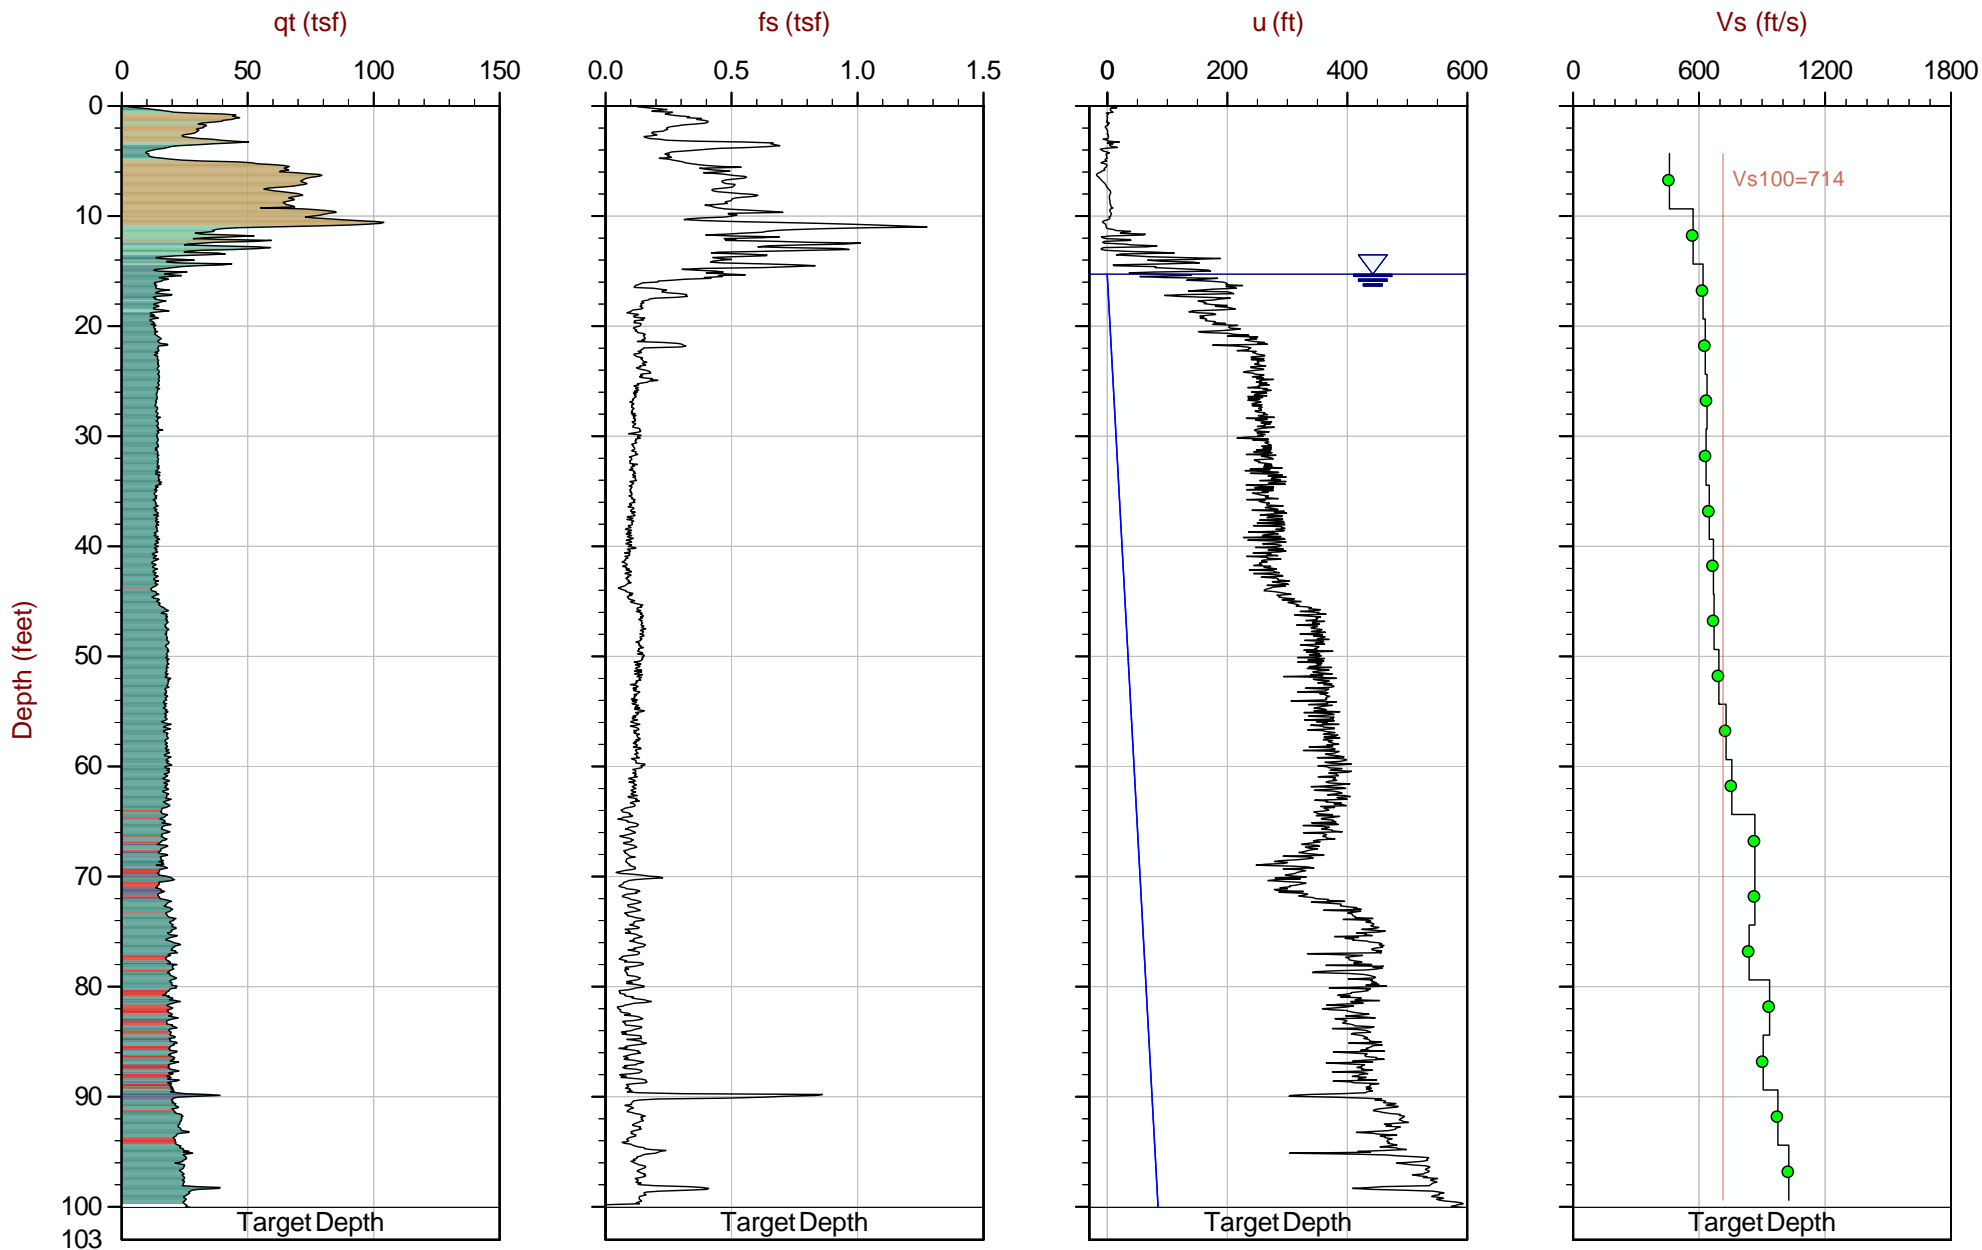 qt (tsf) fs (tsf) u (ft) Vs (ft/s)
0 50 100 150 0.0 0.5 1.0 1.5 0 200 400 600 0 600 1200 1800
0
Vs100=714
10
20
30
40
50
Depth (feet)
60
70
80
90
100
Target Depth Target Depth Target Depth Target Depth
103